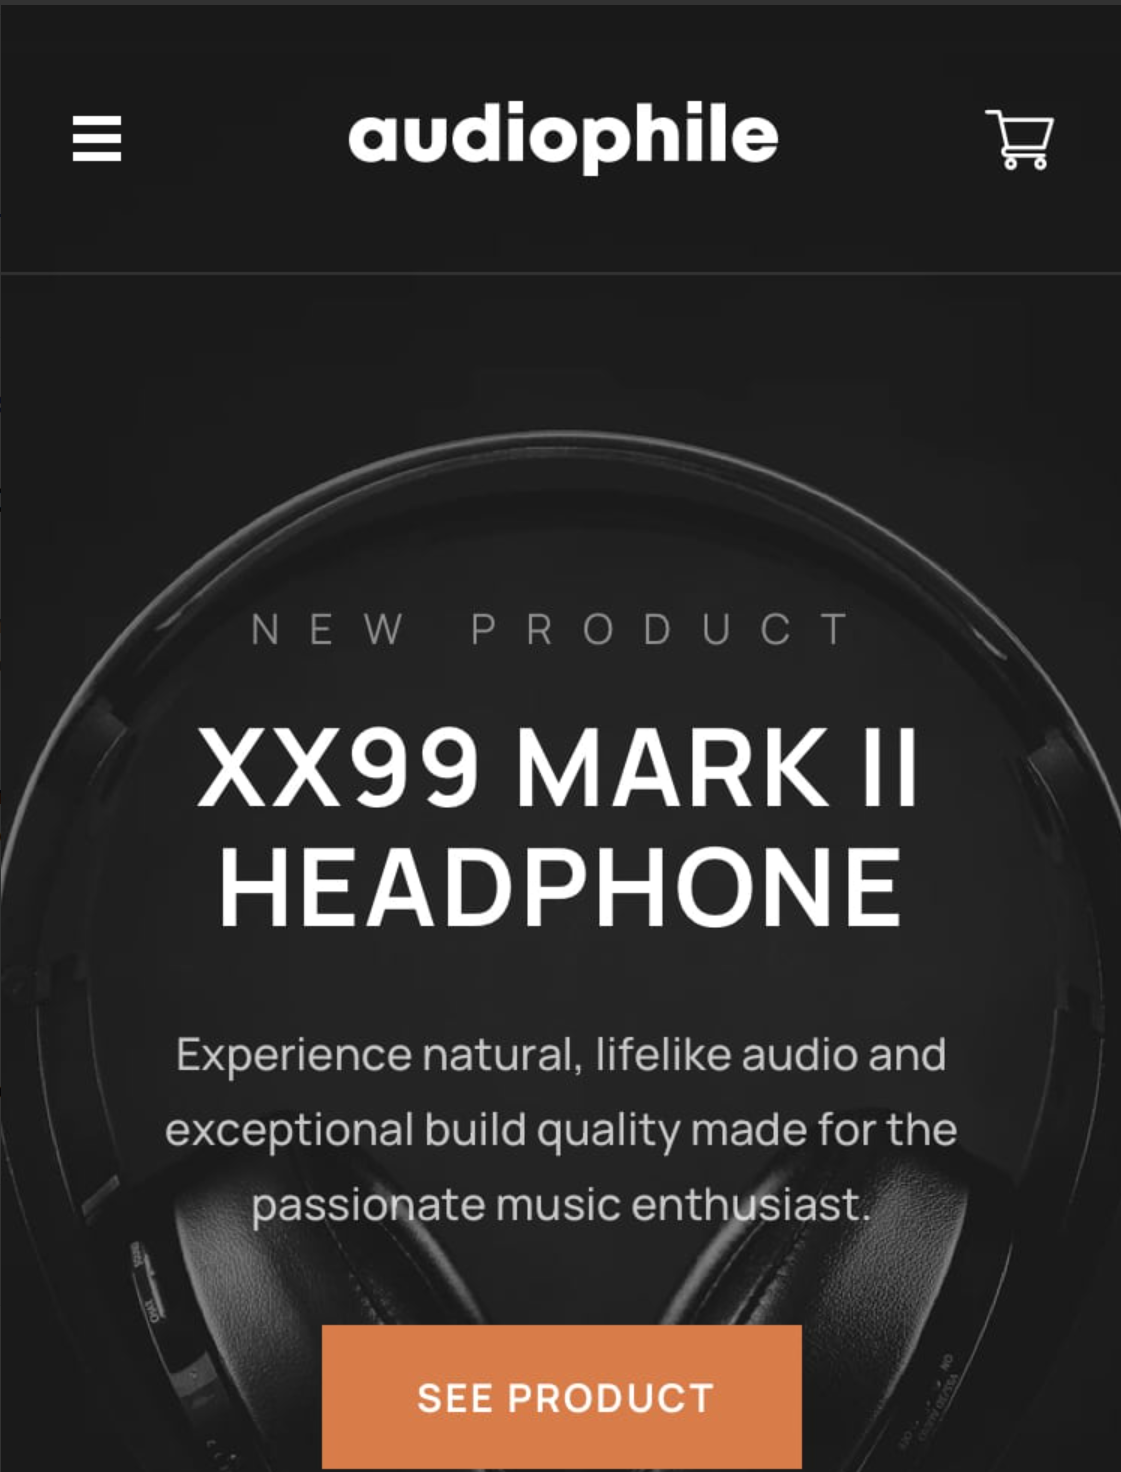 audiophile
NEW PRODUCT
XX99 MARK II
HEADPHONE
Experience natural, lifelike audio and
exceptional build quality made for the
passionate music enthusiast.
SEE PRODUCT